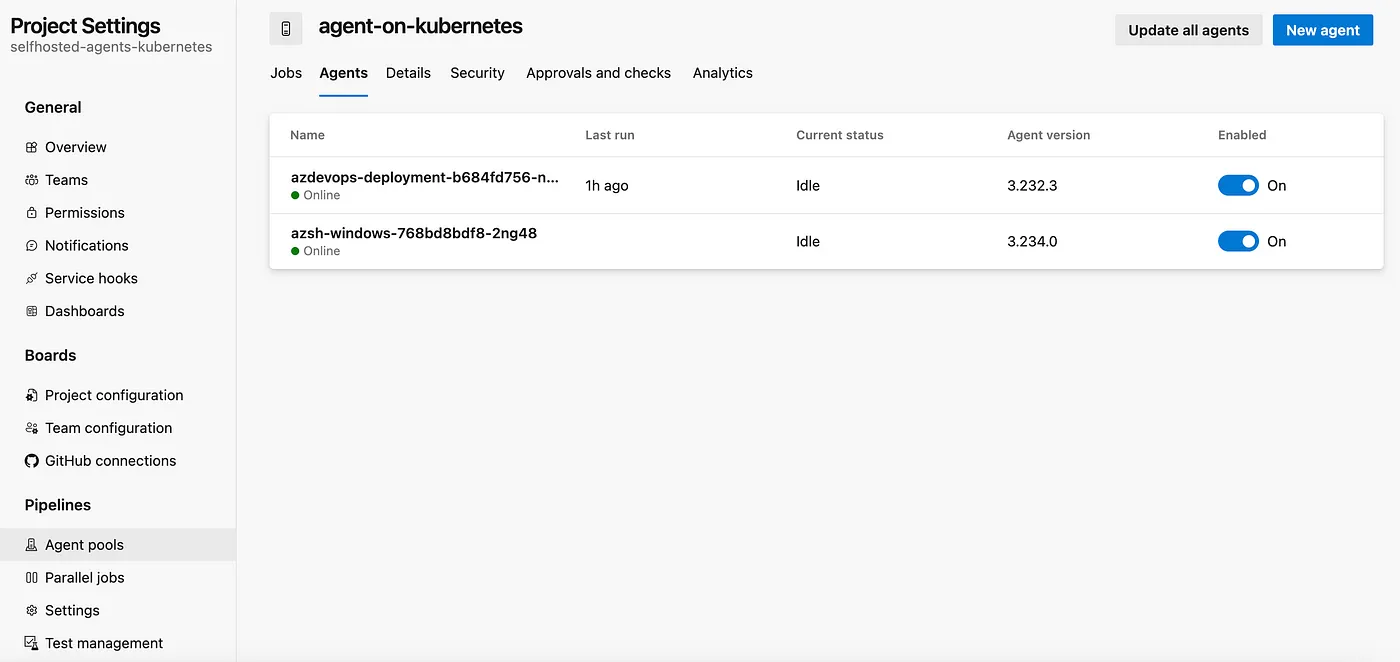 Project Settings
selfhosted-agents-kubernetes
General
Overview
Teams
Permissions
Notifications
Service hooks
Dashboards
Boards
Project configuration
Team configuration
GitHub connections
Pipelines
Agent pools
Parallel jobs
Settings
Test management
agent-on-kubernetes
Update all agents
New agent
Jobs Agents Details Security Approvals and checks Analytics
Name Last run Current status Agent version Enabled
azdevops-deployment-b684fd756-n...
Online
1h ago Idle 3.232.3 On
azsh-windows-768bd8bdf8-2ng48
Online
Idle 3.234.0 On